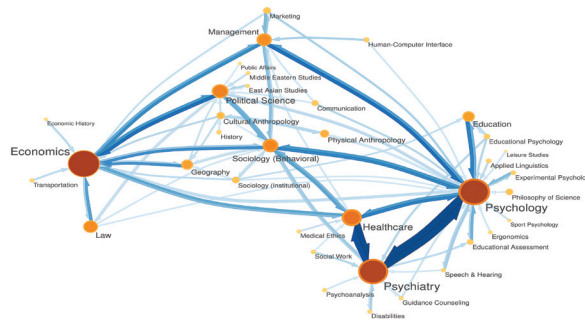 Marketing
Management
Human-Computer Interface
Public Affairs
Middle Eastern Studies
East Asian Studies
Political Science
Communication
Economic History
Cultural Anthropology
Education
History
Physical Anthropology
Educational Psychology
Economics
Sociology (Behavioral)
Leisure Studies
Applied Linguistics
Geography
Experimental Psycholo
Transportation
Sociology (Institutional)
Philosophy of Science
Psychology
Law
Healthcare
Sport Psychology
Medical Ethics
Ergonomics
Educational Assessment
Social Work
Speech & Hearing
Psychiatry
Psychoanalysis
Guidance Counseling
Disabilities